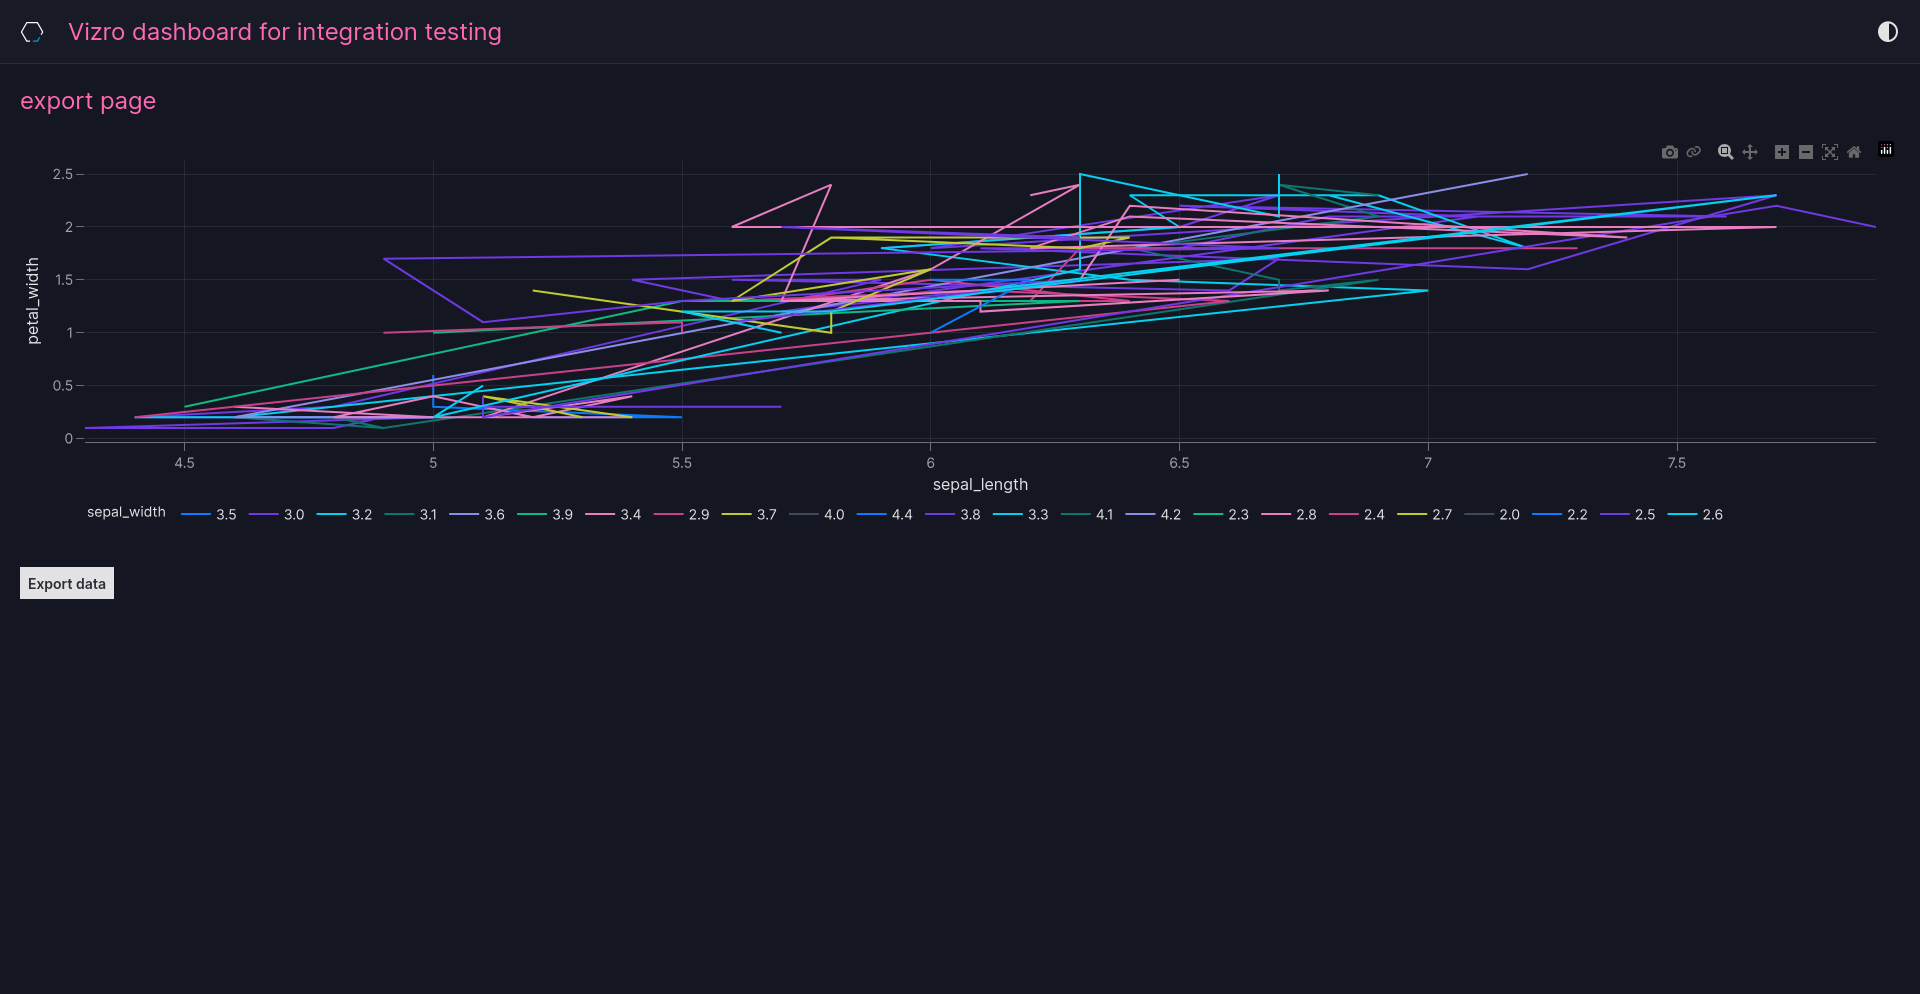 Vizro dashboard for integration testing
export page
2.5
2
1.5
1
0.5
0
petal_width
4.5 5 5.5 6 6.5 7 7.5
sepal_length
sepal_width 3.5 3.0 3.2 3.1 3.6 3.9 3.4 2.9 3.7 4.0 4.4 3.8 3.3 4.1 4.2 2.3 2.8 2.4 2.7 2.0 2.2 2.5 2.6
Export data